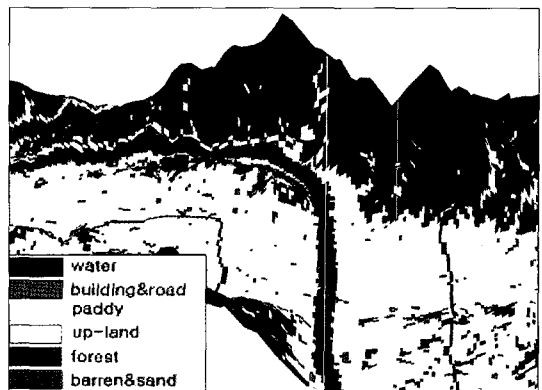 water
building&road
paddy
up-land
forest
barren&sand